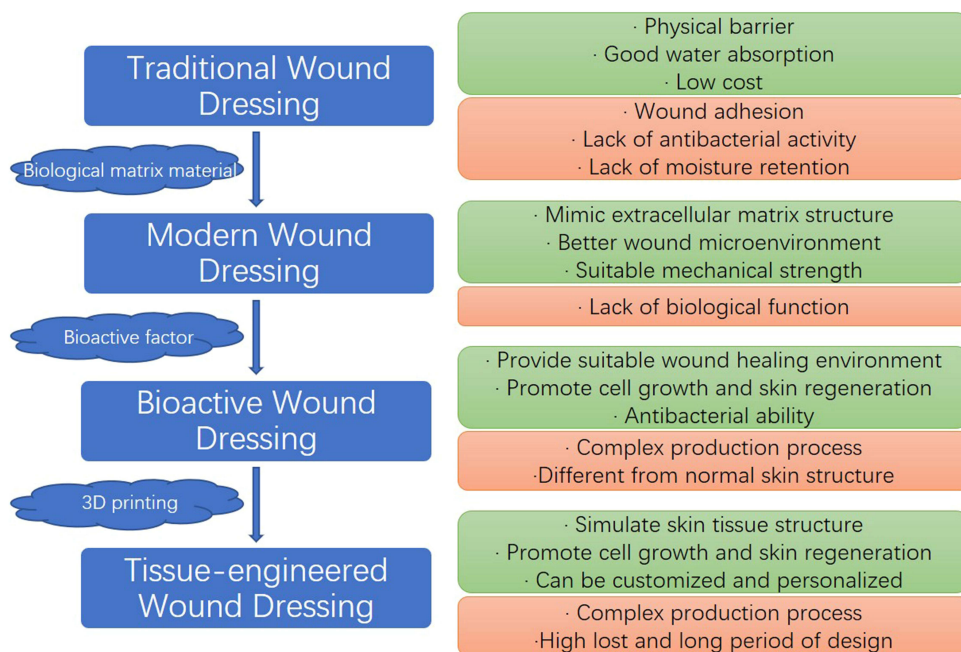 Traditional Wound
Dressing
· Physical barrier
· Good water absorption
· Low cost
· Wound adhesion
· Lack of antibacterial activity
· Lack of moisture retention
Biological matrix material
Modern Wound
Dressing
· Mimic extracellular matrix structure
· Better wound microenvironment
· Suitable mechanical strength
· Lack of biological function
Bioactive factor
Bioactive Wound
Dressing
· Provide suitable wound healing environment
· Promote cell growth and skin regeneration
· Antibacterial ability
· Complex production process
·Different from normal skin structure
3D printing
Tissue-engineered
Wound Dressing
· Simulate skin tissue structure
· Promote cell growth and skin regeneration
· Can be customized and personalized
· Complex production process
·High lost and long period of design